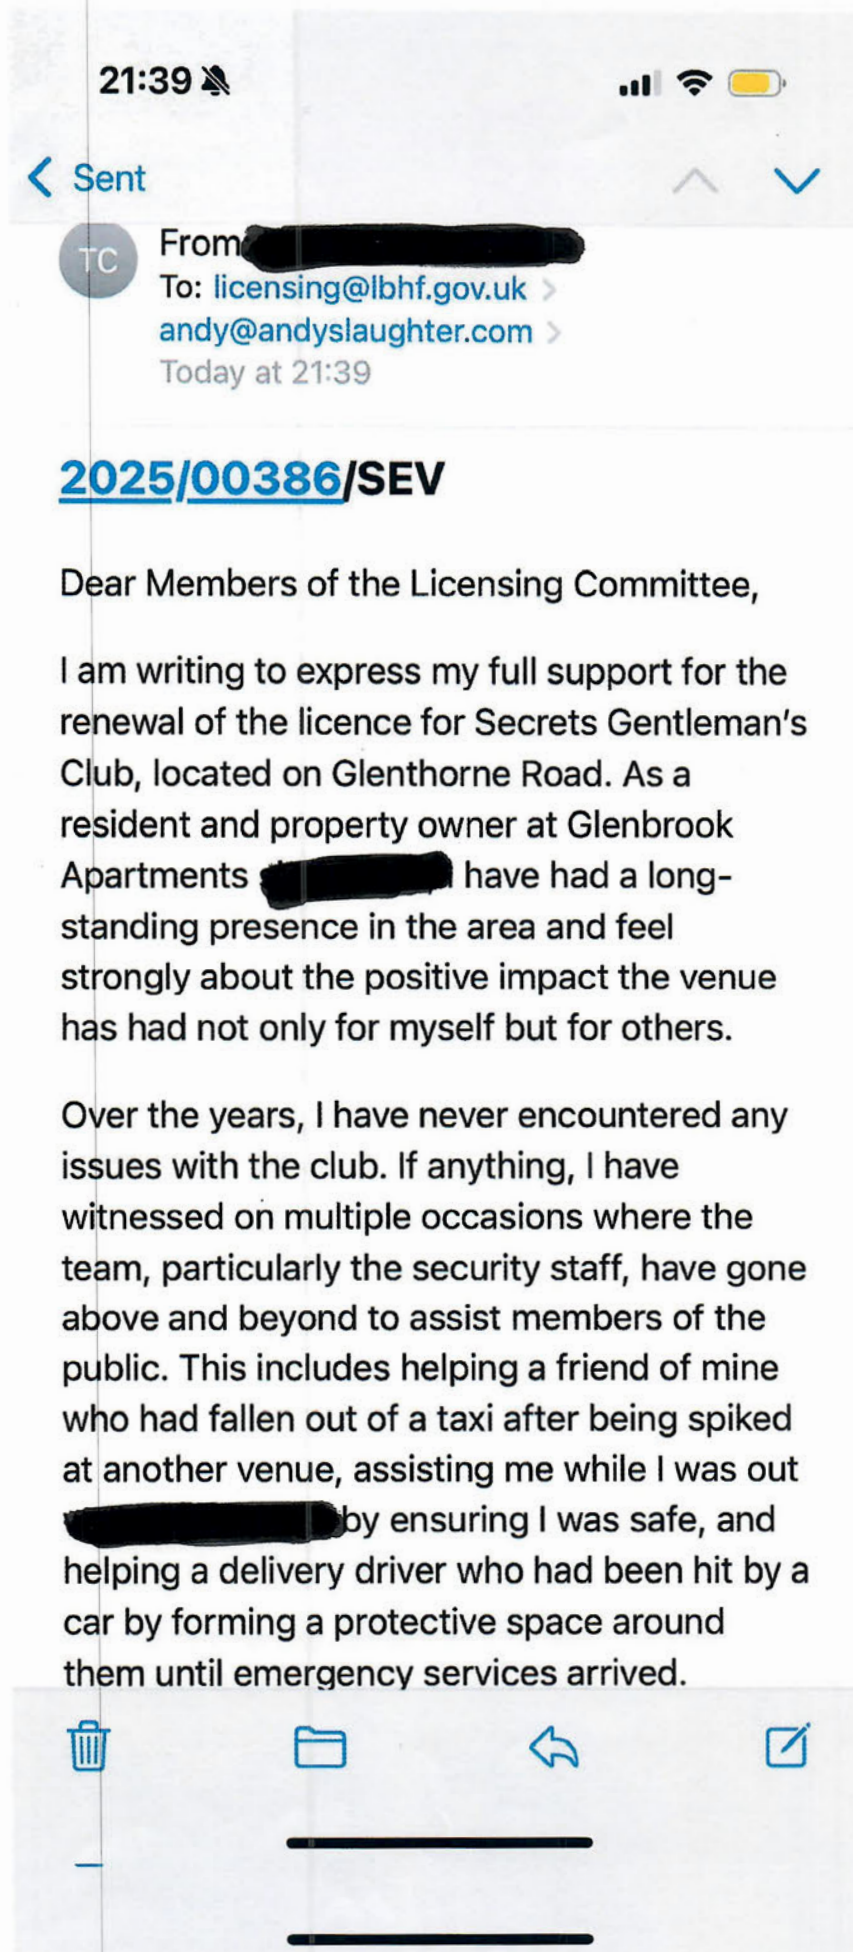 21:39
Sent
TC
From
To: licensing@lbhf.gov.uk
andy@andyslaughter.com
Today at 21:39
2025/00386/SEV
Dear Members of the Licensing Committee,
I am writing to express my full support for the
renewal of the licence for Secrets Gentleman's
Club, located on Glenthorne Road. As a
resident and property owner at Glenbrook
Apartments have had a long-
standing presence in the area and feel
strongly about the positive impact the venue
has had not only for myself but for others.
Over the years, I have never encountered any
issues with the club. If anything, I have
witnessed on multiple occasions where the
team, particularly the security staff, have gone
above and beyond to assist members of the
public. This includes helping a friend of mine
who had fallen out of a taxi after being spiked
at another venue, assisting me while I was out
by ensuring I was safe, and
helping a delivery driver who had been hit by a
car by forming a protective space around
them until emergency services arrived.